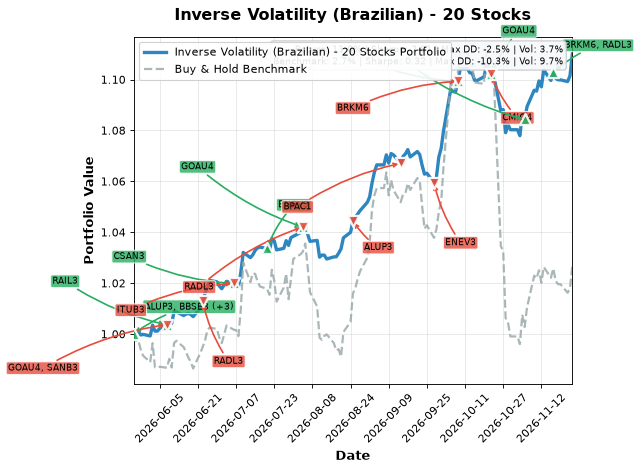 Inverse Volatility (Brazilian) - 20 Stocks
GOAU4
BRKM6, RADL3
Inverse Volatility (Brazilian) - 20 Stocks Portfolio
Max DD: -2.5% | Vol: 3.7%
Buy & Hold Benchmark
Benchmark: 2.7% | Sharpe: 0.32 | Max DD: -10.3% | Vol: 9.7%
1.10
BRKM6
CMIG4
1.08
GOAU4
1.06
BPAC1
1.04
ALUP3
ENEV3
CSAN3
RAIL3
RADL3
1.02
ITUB3
ALUP3, BBSE3 (+3)
1.00
GOAU4, SANB3
RADL3
Portfolio Value
2026-06-05
2026-06-21
2026-07-07
2026-07-23
2026-08-08
2026-08-24
2026-09-09
2026-09-25
2026-10-11
2026-10-27
2026-11-12
Date